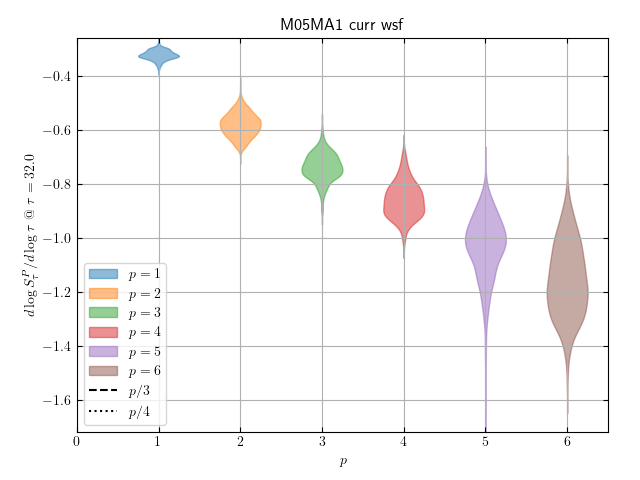 M05MA1 curr wsf
d log S_τ^P / d log τ @ τ = 32.0
−0.4
−0.6
−0.8
−1.0
−1.2
−1.4
−1.6
p = 1
p = 2
p = 3
p = 4
p = 5
p = 6
p/3
p/4
0 1 2 3 4 5 6
p